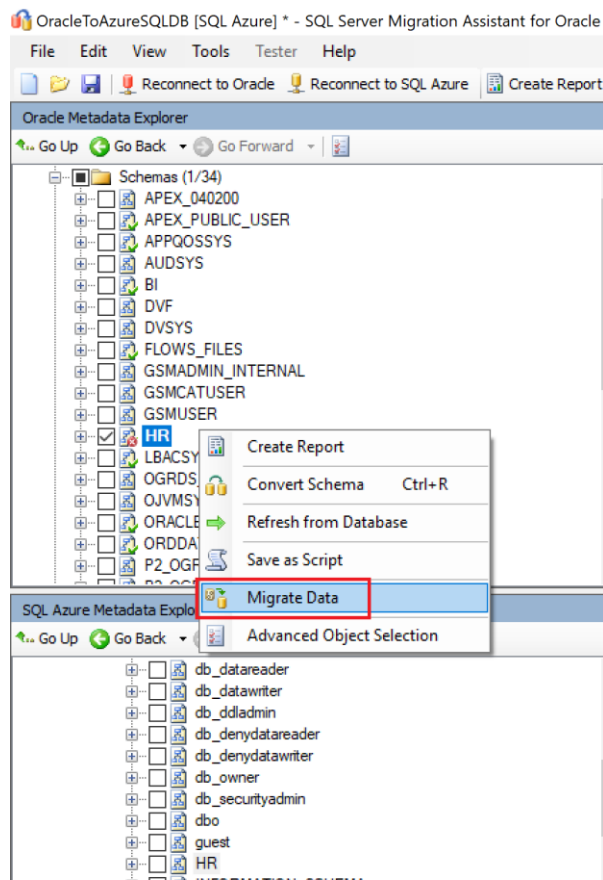 OracleToAzureSQLDB [SQL Azure] * - SQL Server Migration Assistant for Oracle
File Edit View Tools Tester Help
Reconnect to Oracle Reconnect to SQL Azure Create Report
Oracle Metadata Explorer
Go Up Go Back Go Forward
Schemas (1/34)
APEX_040200
APEX_PUBLIC_USER
APPQOSSYS
AUDSYS
BI
DVF
DVSYS
FLOWS_FILES
GSMADMIN_INTERNAL
GSMCATUSER
GSMUSER
HR
LBACSY
OGRDS_
OJVMSY
ORACLE
ORDDA
P2_OGR
Create Report
Convert Schema Ctrl+R
Refresh from Database
Save as Script
Migrate Data
Advanced Object Selection
SQL Azure Metadata Explo
Go Up Go Back
db_datareader
db_datawriter
db_ddladmin
db_denydatareader
db_denydatawriter
db_owner
db_securityadmin
dbo
guest
HR
INFORMATION_SCHEMA